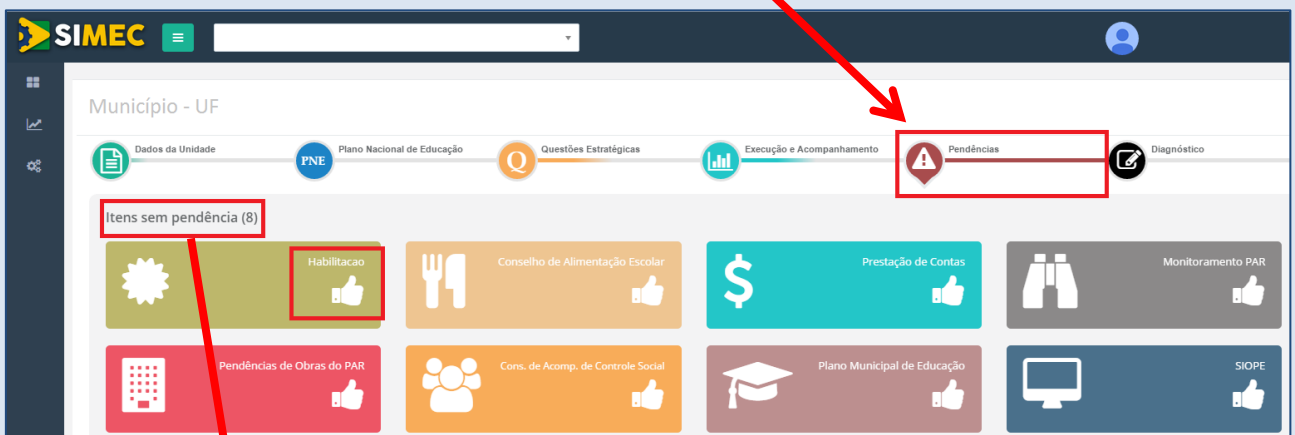 SIMEC
Município - UF
Dados da Unidade
PNE
Plano Nacional de Educação
Q
Questões Estratégicas
Execução e Acompanhamento
Pendências
Diagnóstico
Itens sem pendência (8)
Habilitacao
Conselho de Alimentação Escolar
$
Prestação de Contas
Monitoramento PAR
Pendências de Obras do PAR
Cons. de Acomp. de Controle Social
Plano Municipal de Educação
SIOPE